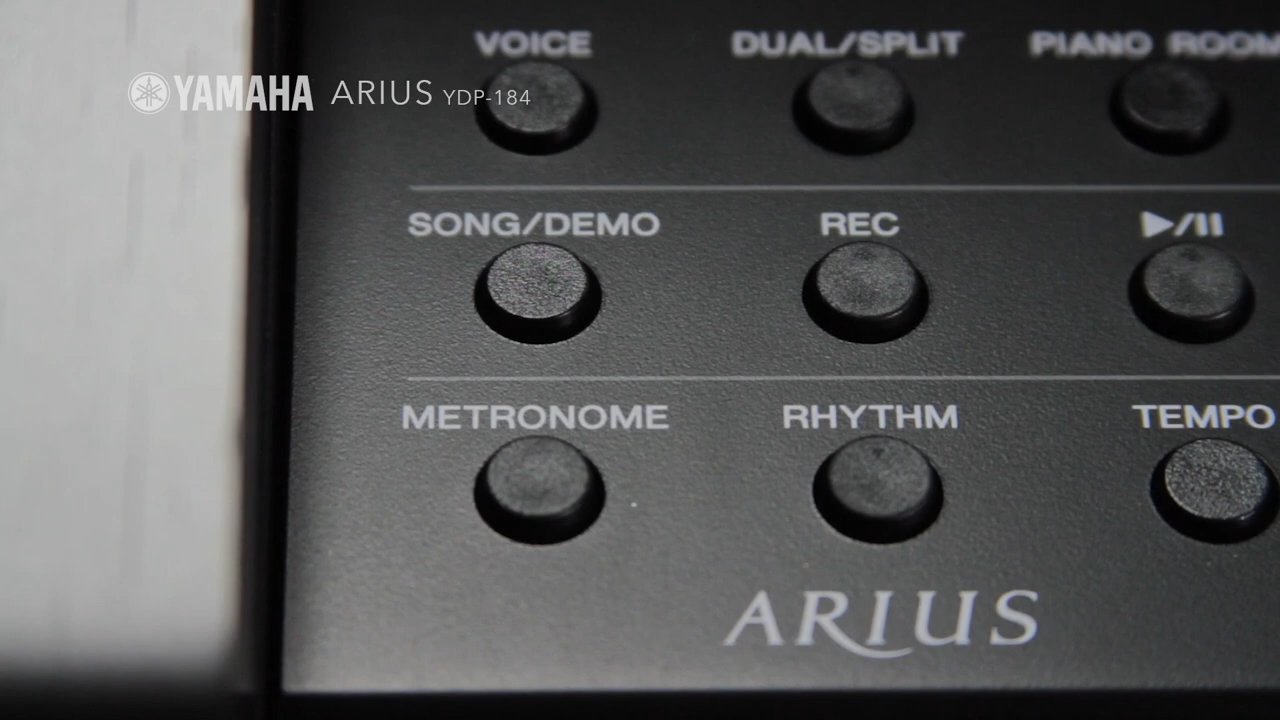 VOICE DUAL/SPLIT PIANO ROOM
YAMAHA ARIUS YDP-184
SONG/DEMO REC ▶/II
METRONOME RHYTHM TEMPO
ARIUS